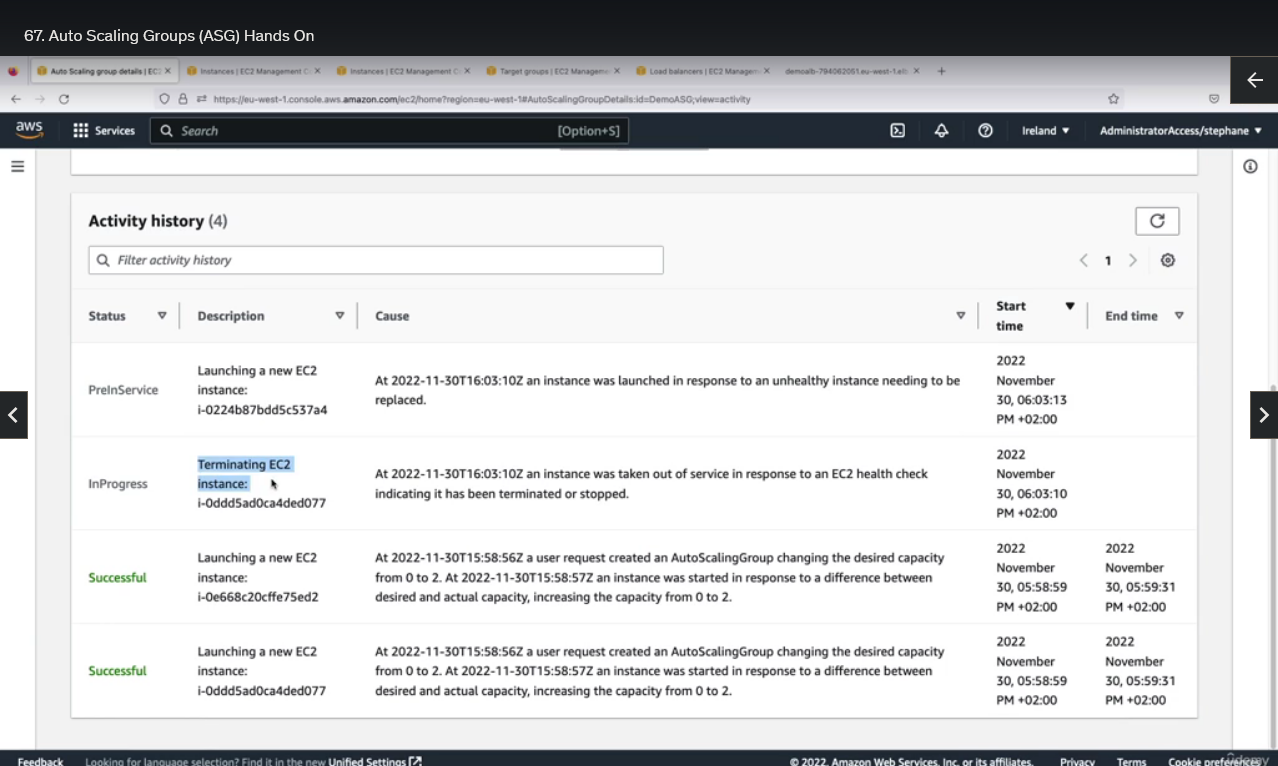 67. Auto Scaling Groups (ASG) Hands On
Auto Scaling group details | EC2
Instances | EC2 Management C
Instances | EC2 Management C
Target groups | EC2 Managemen
Load balancers | EC2 Managem
demoalb-794062051.eu-west-1.elb
https://eu-west-1.console.aws.amazon.com/ec2/home?region=eu-west-1#AutoScalingGroupDetails:id=DemoASG;view=activity
aws
Services
Search
[Option+S]
Ireland
AdministratorAccess/stephane
Activity history (4)
Filter activity history
1
Status
Description
Cause
Start
time
End time
PreInService
Launching a new EC2
instance:
i-0224b87bdd5c537a4
At 2022-11-30T16:03:10Z an instance was launched in response to an unhealthy instance needing to be
replaced.
2022
November
30, 06:03:13
PM +02:00
InProgress
Terminating EC2
instance:
i-0ddd5ad0ca4ded077
At 2022-11-30T16:03:10Z an instance was taken out of service in response to an EC2 health check
indicating it has been terminated or stopped.
2022
November
30, 06:03:10
PM +02:00
Successful
Launching a new EC2
instance:
i-0e668c20cffe75ed2
At 2022-11-30T15:58:56Z a user request created an AutoScalingGroup changing the desired capacity
from 0 to 2. At 2022-11-30T15:58:57Z an instance was started in response to a difference between
desired and actual capacity, increasing the capacity from 0 to 2.
2022
November
30, 05:58:59
PM +02:00
2022
November
30, 05:59:31
PM +02:00
Successful
Launching a new EC2
instance:
i-0ddd5ad0ca4ded077
At 2022-11-30T15:58:56Z a user request created an AutoScalingGroup changing the desired capacity
from 0 to 2. At 2022-11-30T15:58:57Z an instance was started in response to a difference between
desired and actual capacity, increasing the capacity from 0 to 2.
2022
November
30, 05:58:59
PM +02:00
2022
November
30, 05:59:31
PM +02:00
Feedback
Looking for language selection? Find it in the new Unified Settings
© 2022, Amazon Web Services, Inc. or its affiliates.
Privacy
Terms
Cookie preferences
Udemy